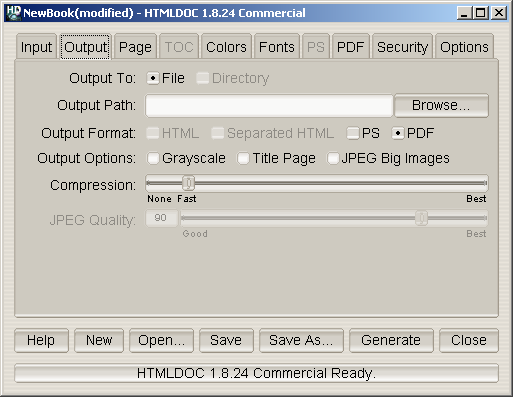 HD NewBook(modified) - HTMLDOC 1.8.24 Commercial
Input Output Page TOC Colors Fonts PS PDF Security Options
Output To: File Directory
Output Path: Browse...
Output Format: HTML Separated HTML PS PDF
Output Options: Grayscale Title Page JPEG Big Images
Compression:
None Fast Best
JPEG Quality: 90
Good Best
Help New Open... Save Save As... Generate Close
HTMLDOC 1.8.24 Commercial Ready.